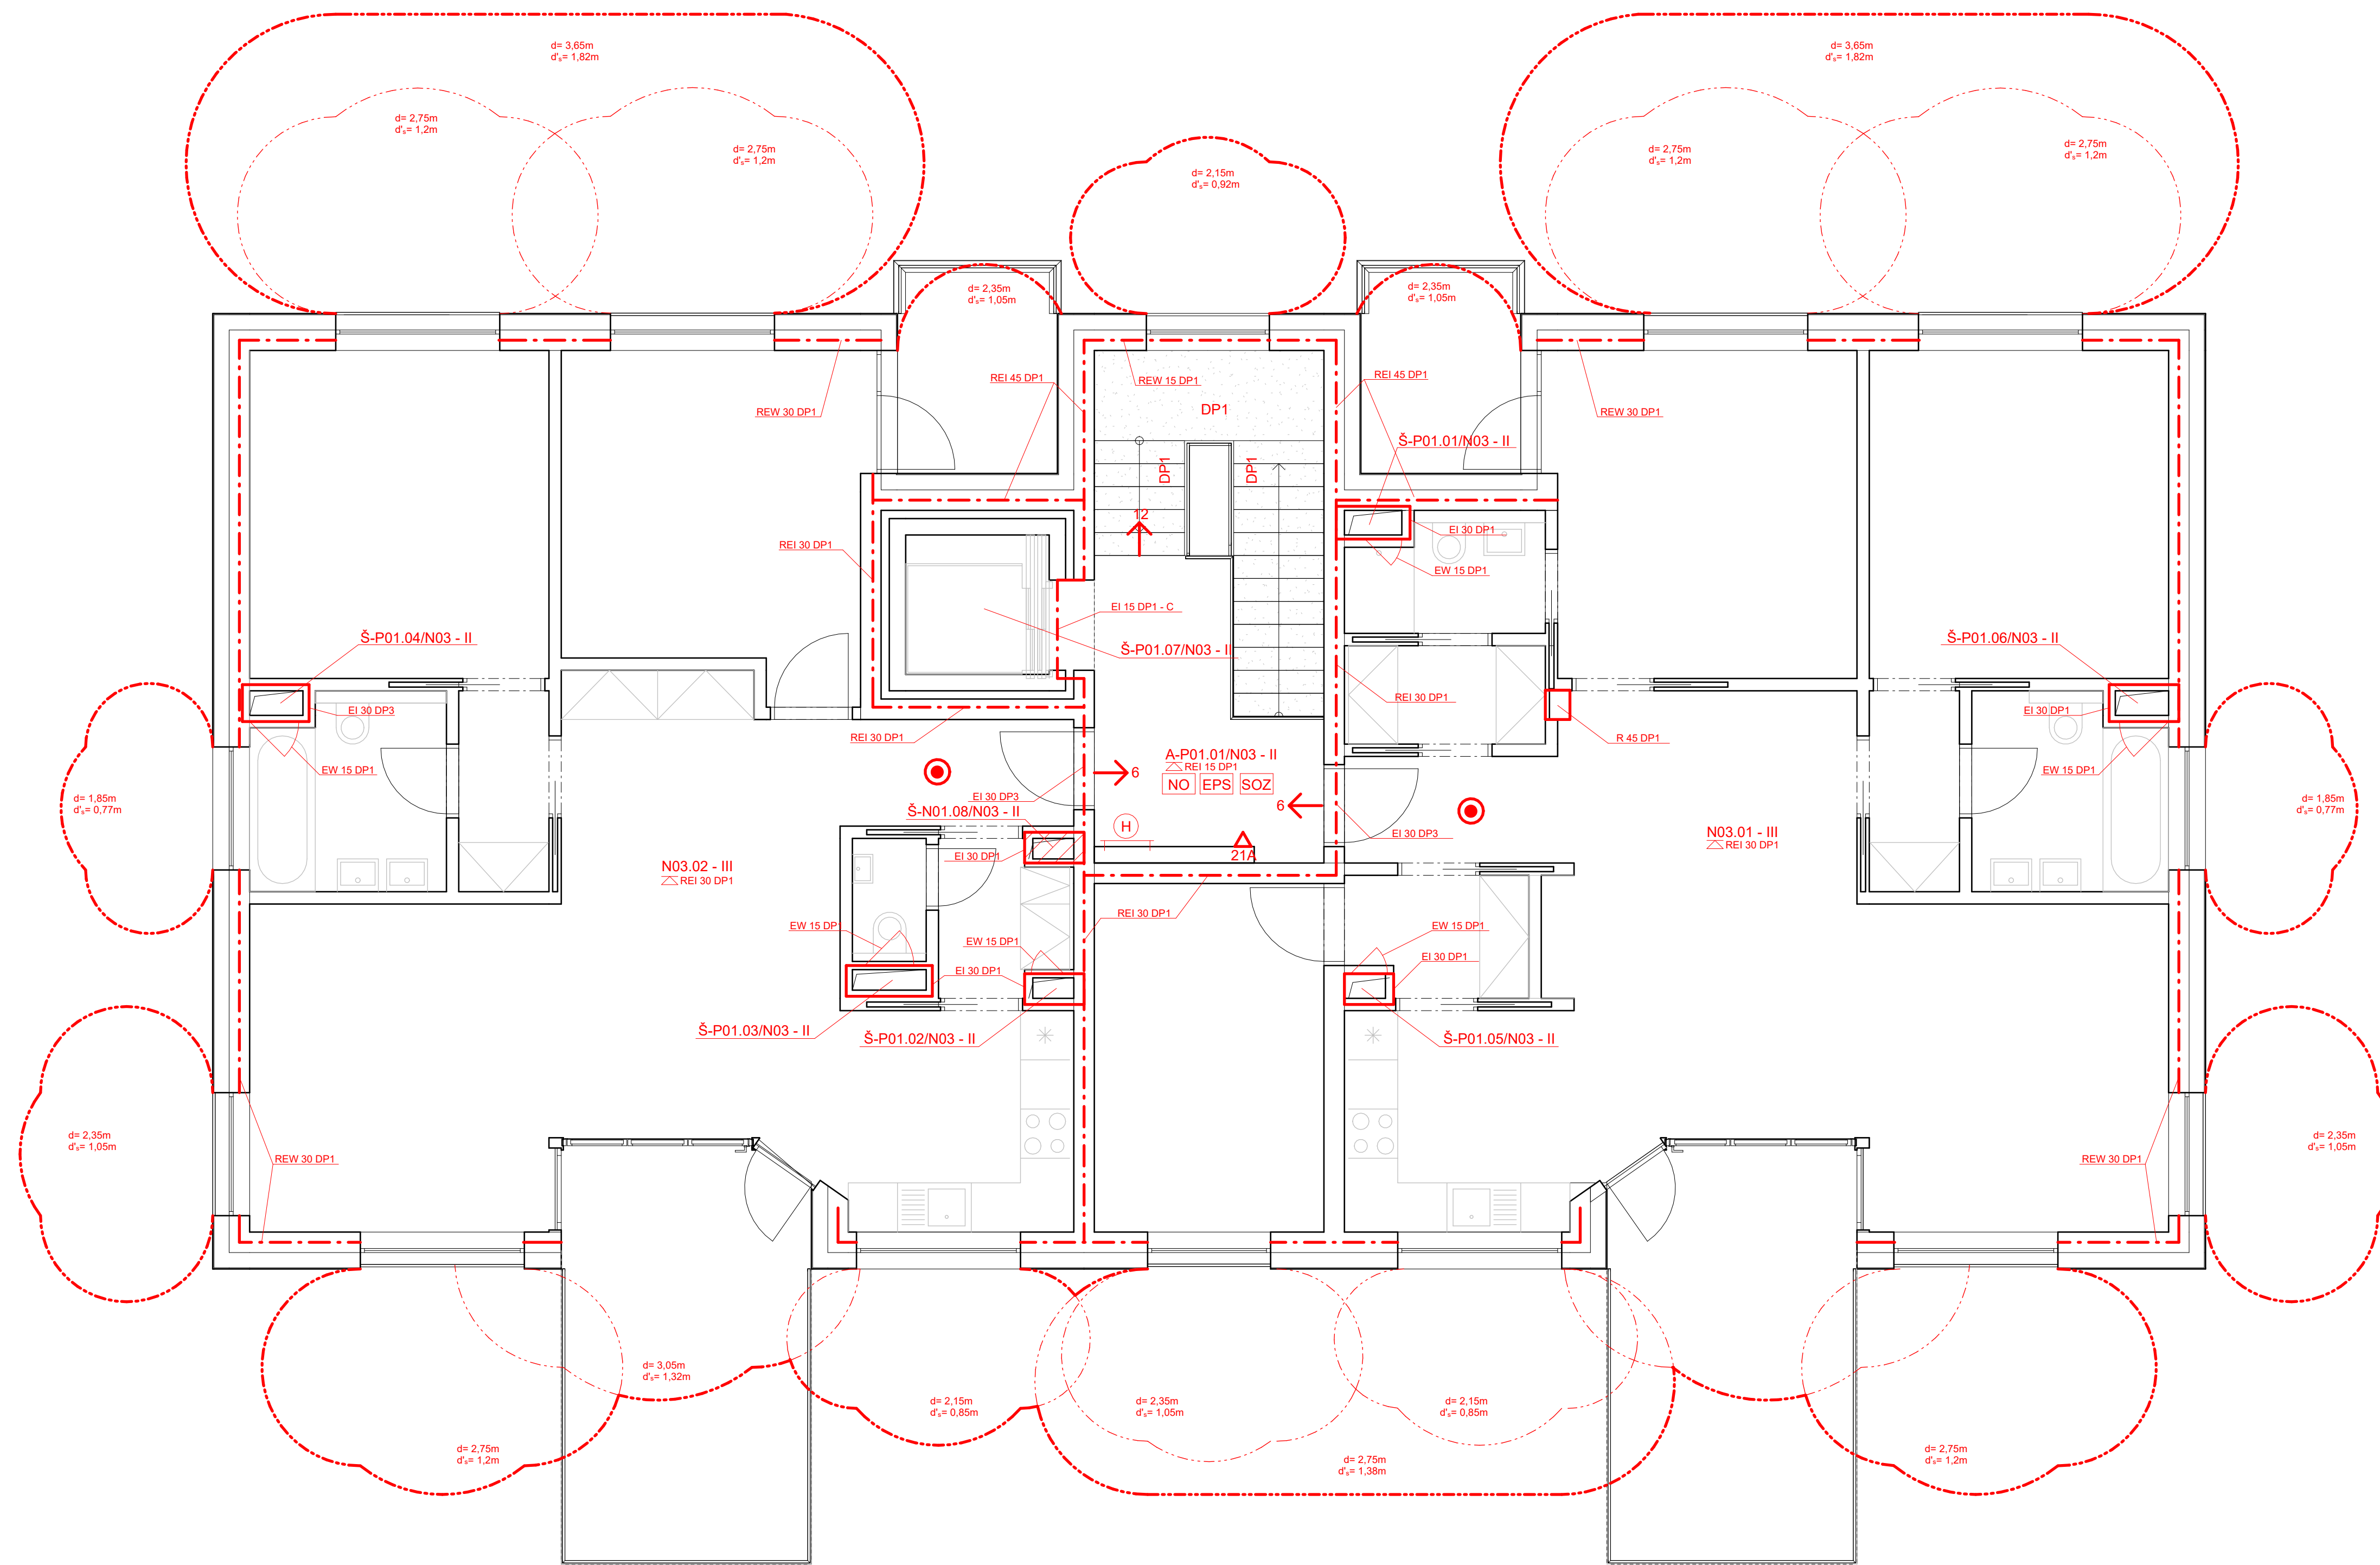 d= 3,65m
d'ₛ= 1,82m
d= 3,65m
d'ₛ= 1,82m
d= 2,75m
d'ₛ= 1,2m
d= 2,75m
d'ₛ= 1,2m
d= 2,15m
d'ₛ= 0,92m
d= 2,75m
d'ₛ= 1,2m
d= 2,75m
d'ₛ= 1,2m
d= 2,35m
d'ₛ= 1,05m
d= 2,35m
d'ₛ= 1,05m
REI 45 DP1
REW 15 DP1
REI 45 DP1
REW 30 DP1
DP1
REW 30 DP1
Š-P01.01/N03 - II
DP1
DP1
12
EI 30 DP1
REI 30 DP1
EW 15 DP1
EI 15 DP1 - C
Š-P01.04/N03 - II
Š-P01.07/N03 - II
Š-P01.06/N03 - II
REI 30 DP1
EI 30 DP3
EI 30 DP1
REI 30 DP1
R 45 DP1
EW 15 DP1
A-P01.01/N03 - II
REI 15 DP1
EW 15 DP1
6
NO
EPS
SOZ
EI 30 DP3
6
d= 1,85m
d'ₛ= 0,77m
d= 1,85m
d'ₛ= 0,77m
Š-N01.08/N03 - II
H
EI 30 DP3
N03.01 - III
REI 30 DP1
EI 30 DP1
21A
N03.02 - III
REI 30 DP1
REI 30 DP1
EW 15 DP1
EW 15 DP1
EW 15 DP1
EI 30 DP1
EI 30 DP1
Š-P01.03/N03 - II
Š-P01.02/N03 - II
Š-P01.05/N03 - II
d= 2,35m
d'ₛ= 1,05m
REW 30 DP1
REW 30 DP1
d= 2,35m
d'ₛ= 1,05m
d= 3,05m
d'ₛ= 1,32m
d= 2,15m
d'ₛ= 0,85m
d= 2,35m
d'ₛ= 1,05m
d= 2,15m
d'ₛ= 0,85m
d= 2,75m
d'ₛ= 1,2m
d= 2,75m
d'ₛ= 1,38m
d= 2,75m
d'ₛ= 1,2m